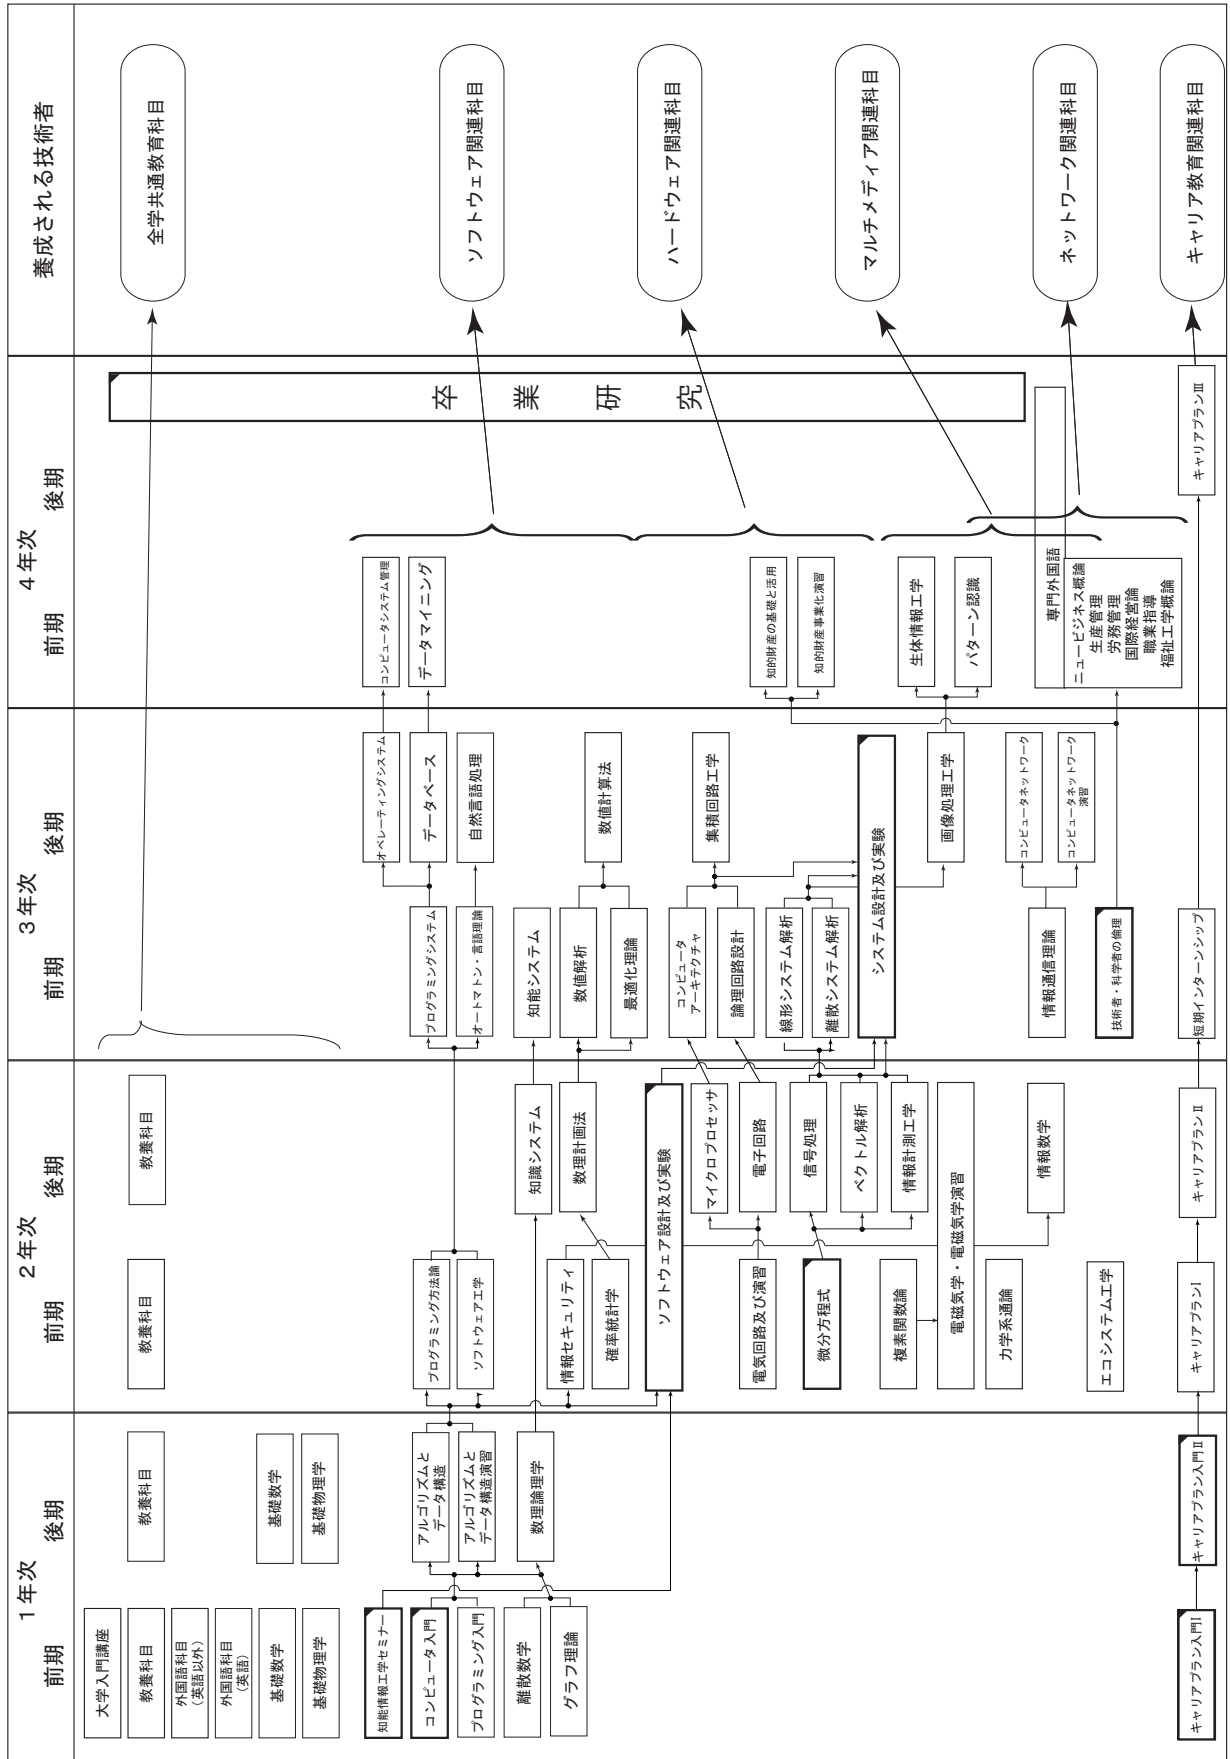 1年次
2年次
3年次
4年次
養成される技術者
前期
後期
前期
後期
前期
後期
前期
後期
大学入門講座
教養科目
外国語科目
(英語以外)
外国語科目
(英語)
基礎数学
基礎物理学
知能情報工学セミナー
コンピュータ入門
プログラミング入門
離散数学
グラフ理論
キャリアプラン入門Ⅰ
教養科目
基礎数学
基礎物理学
アルゴリズムと
データ構造
アルゴリズムと
データ構造演習
数理論理学
キャリアプラン入門Ⅱ
教養科目
プログラミング方法論
ソフトウェア工学
情報セキュリティ
確率統計学
ソフトウェア設計及び実験
電気回路及び演習
微分方程式
複素関数論
電磁気学・電磁気学演習
力学系通論
エコシステム工学
キャリアプランⅠ
教養科目
知識システム
数理計画法
マイクロプロセッサ
電子回路
信号処理
ベクトル解析
情報計測工学
情報数学
キャリアプランⅡ
プログラミングシステム
オートマトン・言語理論
知能システム
数値解析
最適化理論
コンピュータ
アーキテクチャ
論理回路設計
線形システム解析
離散システム解析
システム設計及び実験
情報通信理論
技術者・科学者の倫理
短期インターンシップ
オペレーティングシステム
データベース
自然言語処理
数値計算法
集積回路工学
画像処理工学
コンピュータネットワーク
コンピュータネットワーク
演習
コンピュータシステム管理
データマイニング
知的財産の基礎と活用
知的財産事業化演習
生体情報工学
パターン認識
専門外国語
ニュービジネス概論
生産管理
労務管理
国際経営論
職業指導
福祉工学概論
卒業研究
キャリアプランⅢ
全学共通教育科目
ソフトウェア関連科目
ハードウェア関連科目
マルチメディア関連科目
ネットワーク関連科目
キャリア教育関連科目